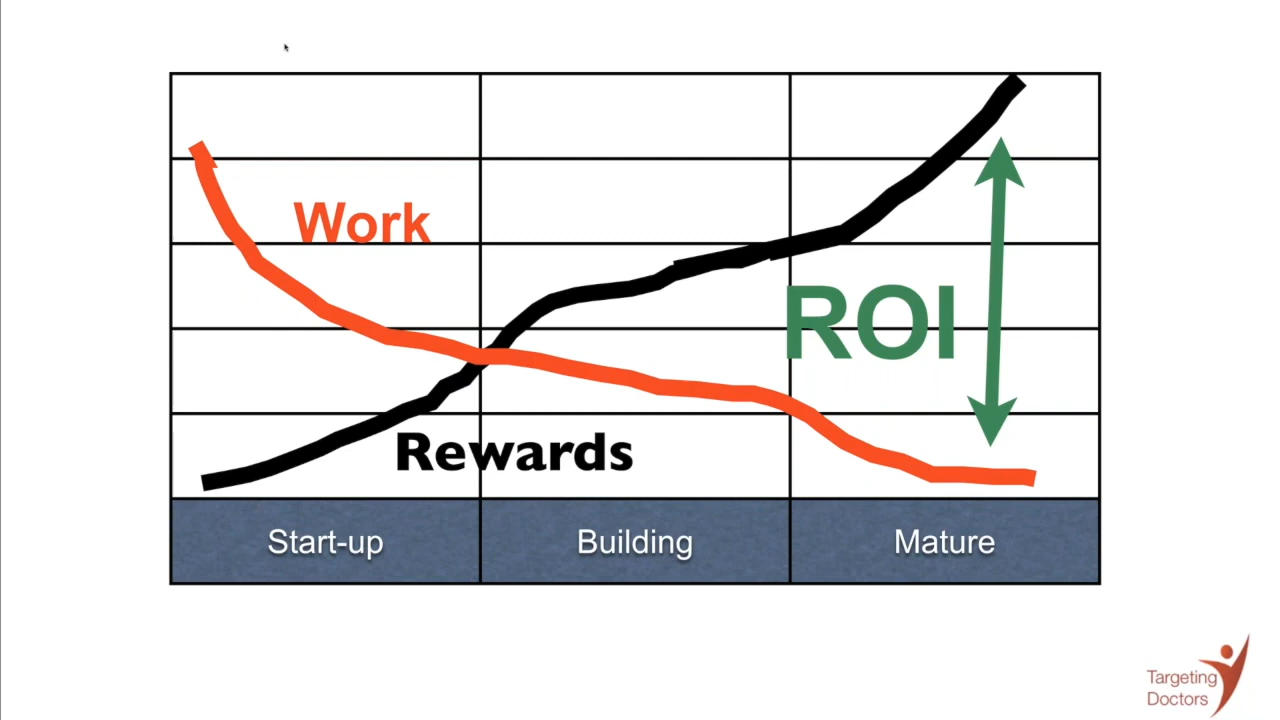 Work
ROI
Rewards
Start-up
Building
Mature
Targeting
Doctors